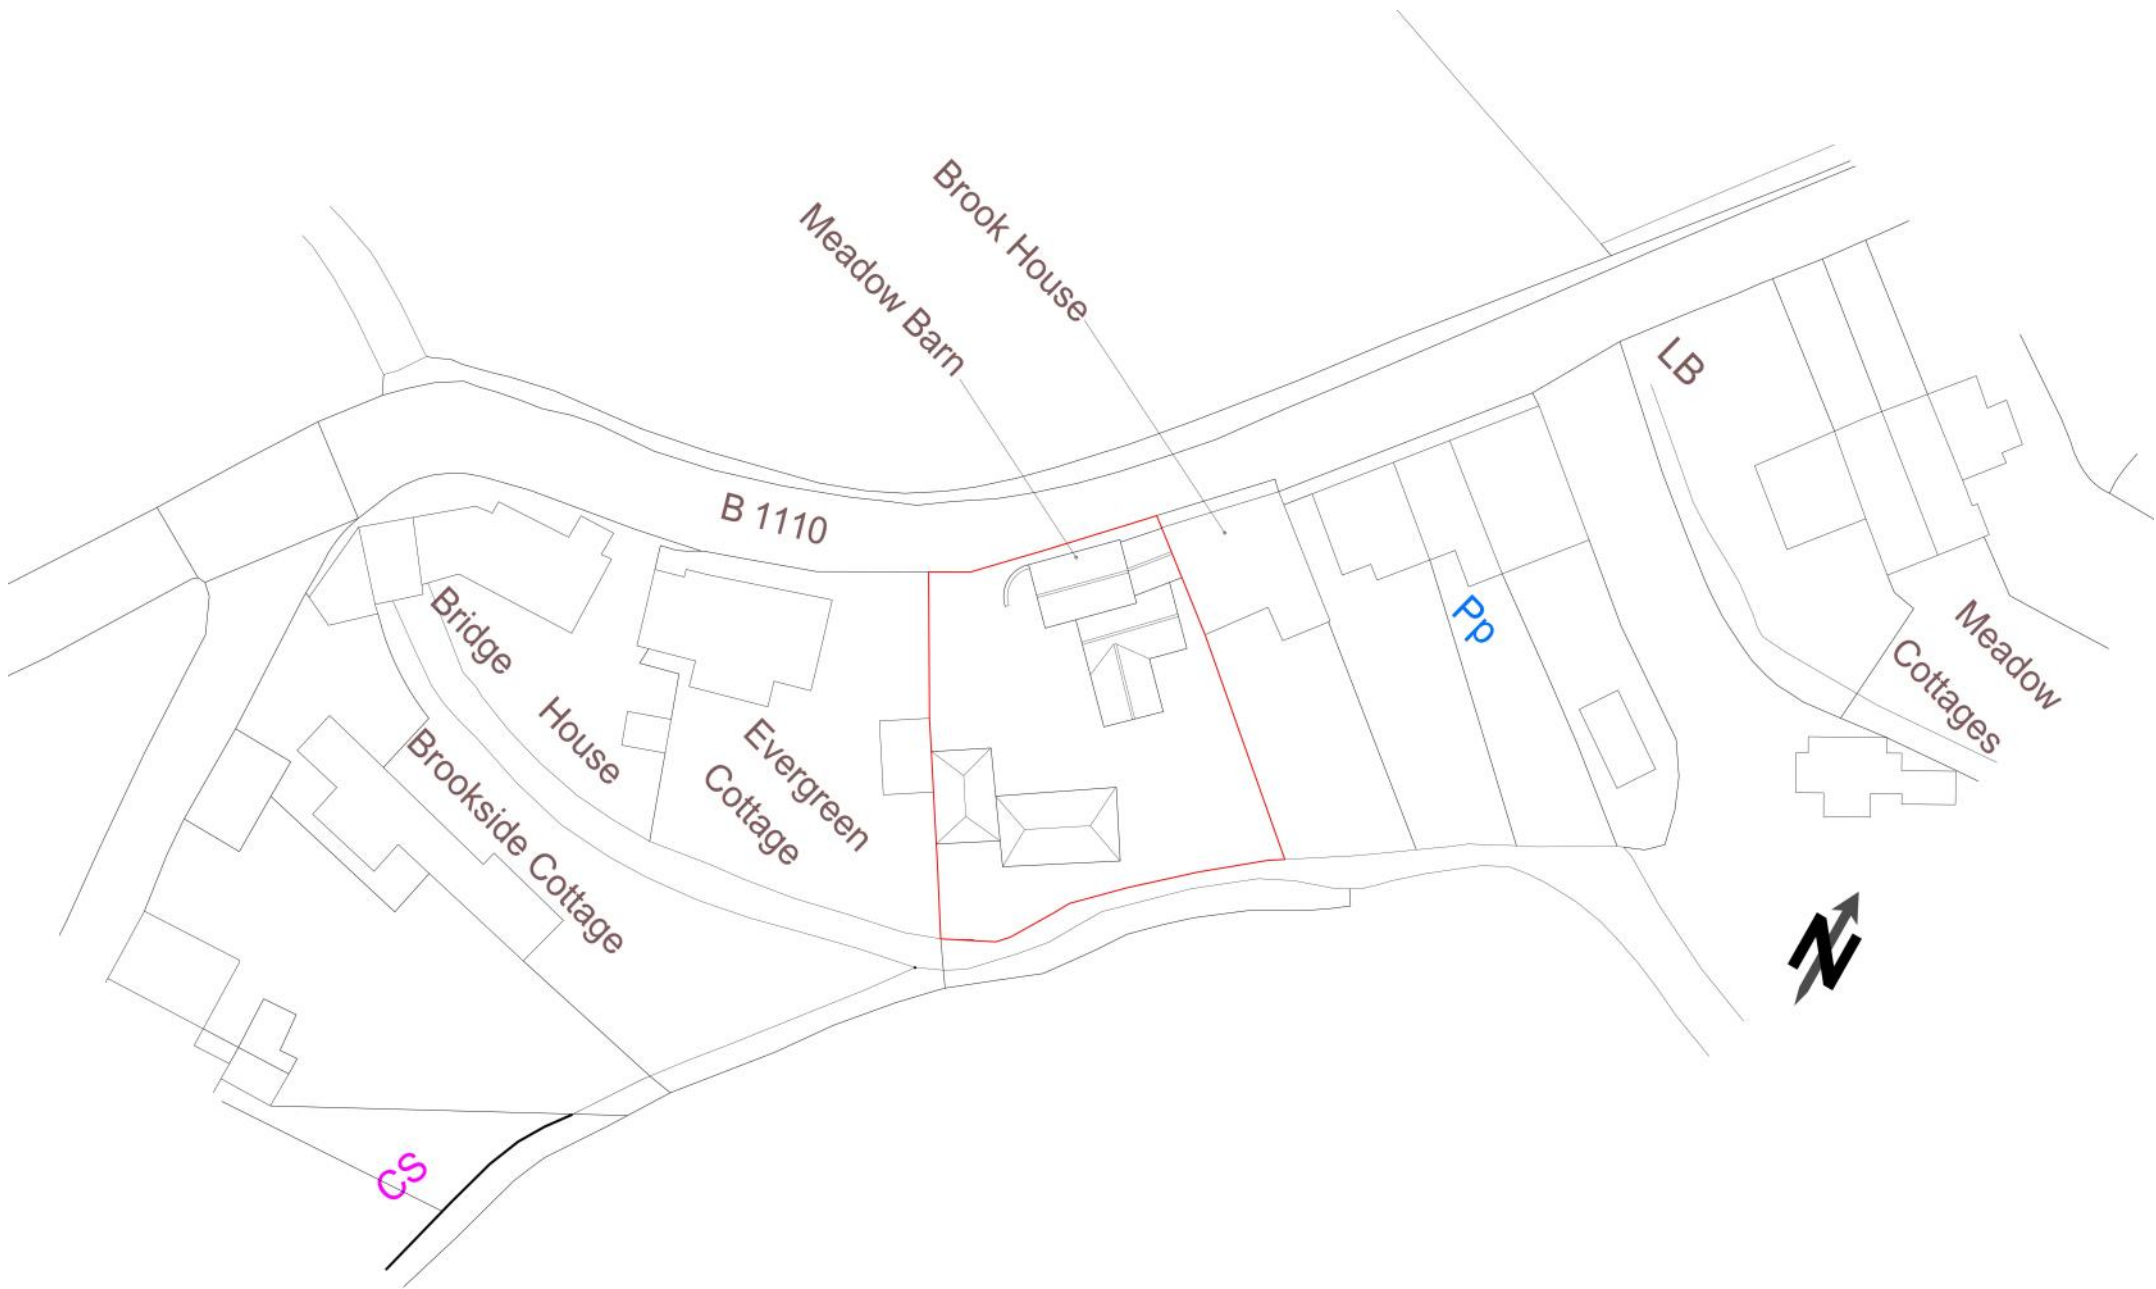 Brook House
Meadow Barn
LB
B 1110
Bridge
House
Pp
Meadow
Cottages
Evergreen
Cottage
Brookside Cottage
N
CS